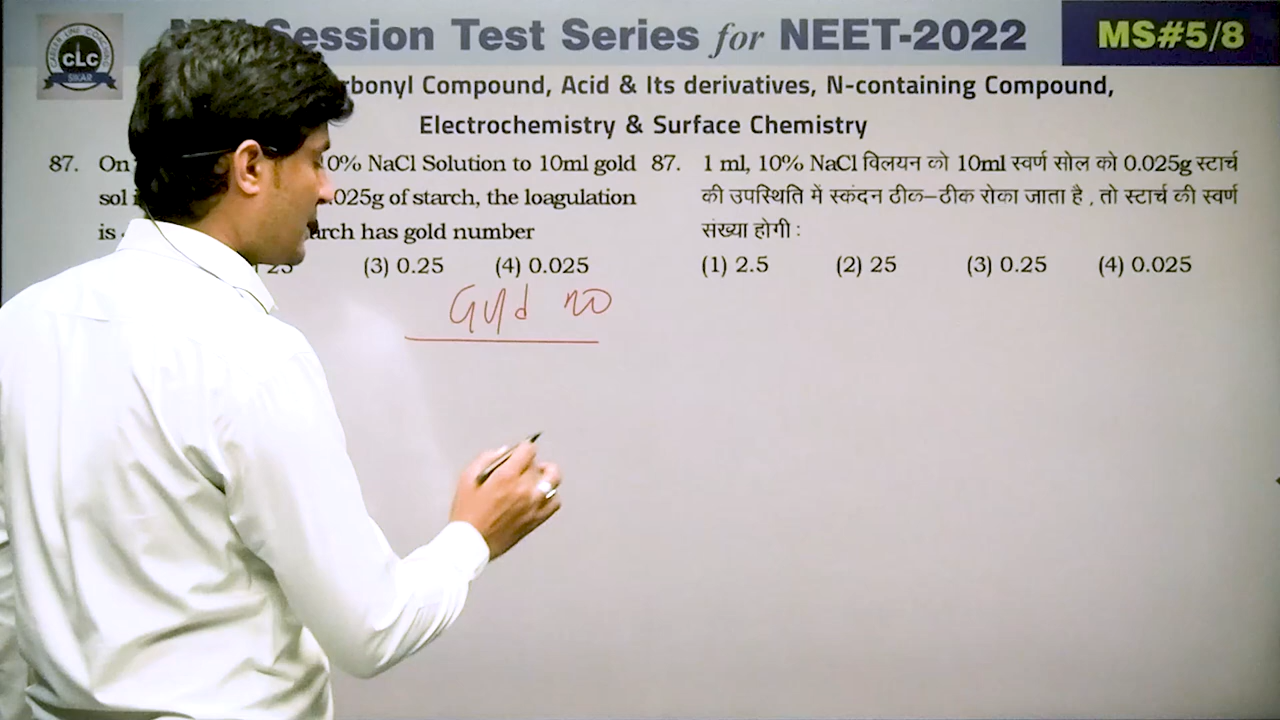 CLC
SIKAR
Session Test Series for NEET-2022
MS#5/8
Compound, Acid & Its derivatives, N-containing Compound,
Electrochemistry & Surface Chemistry
87. On 10% NaCl Solution to 10ml gold
sol 0.025g of starch, the loagulation
is has gold number
25 (3) 0.25 (4) 0.025
Gold no
87. 1 ml, 10% NaCl विलयन को 10ml स्वर्ण सोल को 0.025g स्टार्च
की उपस्थिति में स्कंदन ठीक–ठीक रोका जाता है , तो स्टार्च की स्वर्ण
संख्या होगी :
(1) 2.5 (2) 25 (3) 0.25 (4) 0.025